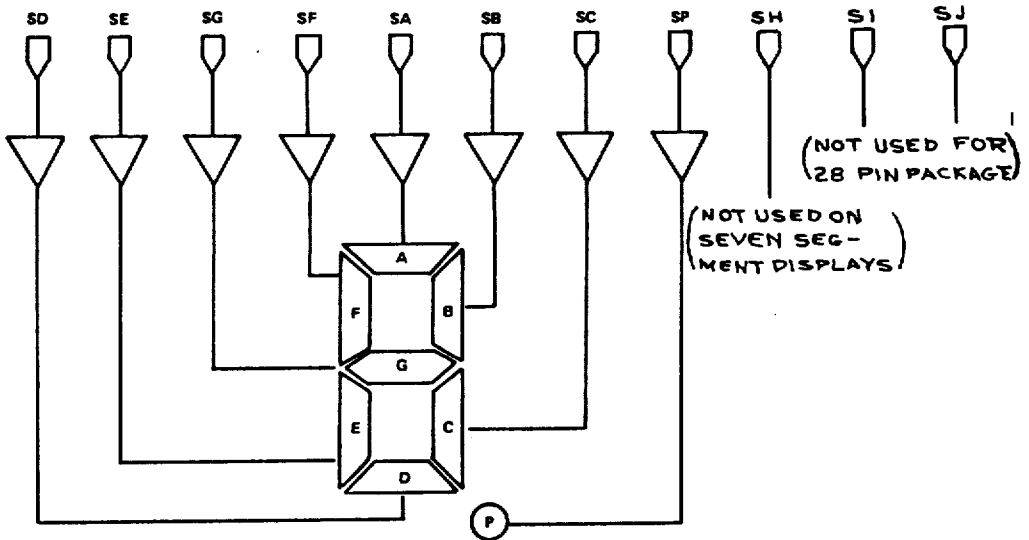 SD SE SG SF SA SB SC SP SH SI SJ
(NOT USED FOR
28 PIN PACKAGE)
(NOT USED ON
SEVEN SEG-
MENT DISPLAYS)
A
F B
G
E C
D
P